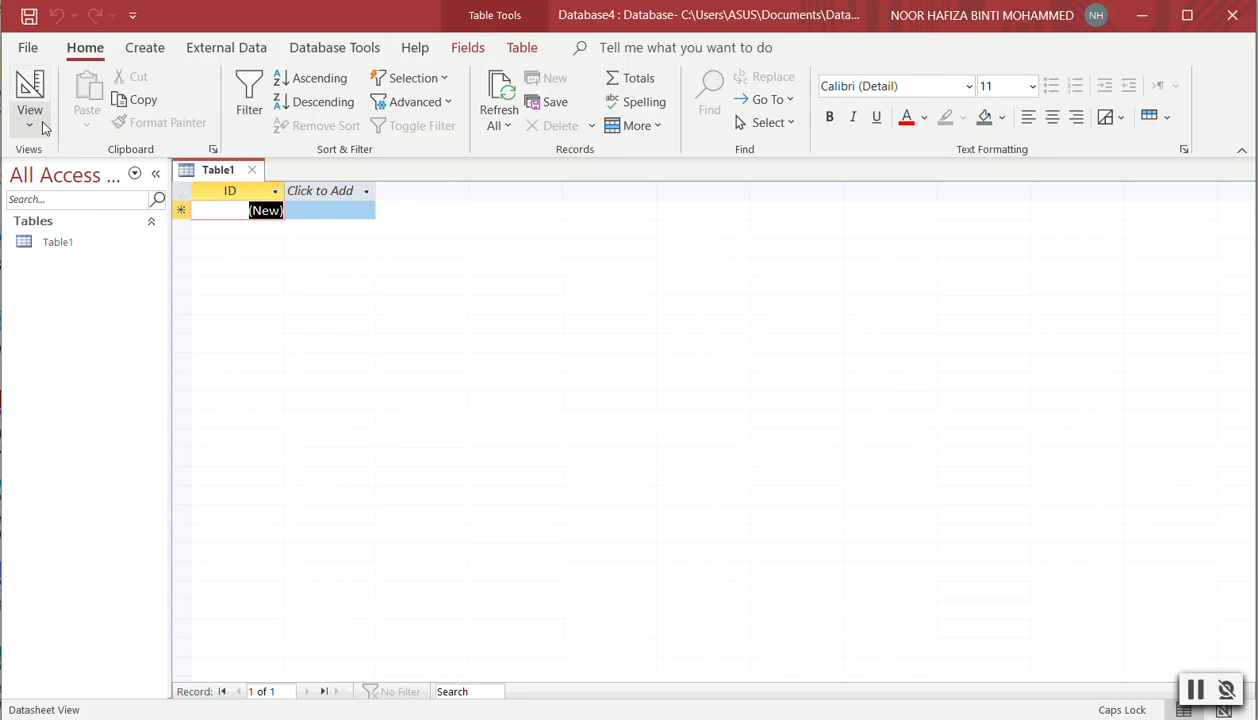 Table Tools Database4 : Database- C:\Users\ASUS\Documents\Data... NOOR HAFIZA BINTI MOHAMMED NH
File Home Create External Data Database Tools Help Fields Table Tell me what you want to do
View
Views
Paste
Cut
Copy
Format Painter
Clipboard
Filter
Ascending
Descending
Remove Sort
Selection
Advanced
Toggle Filter
Sort & Filter
Refresh
All
New
Save
Delete
Totals
Spelling
More
Records
Find
Replace
Go To
Select
Find
Calibri (Detail) 11
B I U A
Text Formatting
All Access ...
Search...
Tables
Table1
Table1
ID Click to Add
(New)
Record: 1 of 1 No Filter Search
Datasheet View Caps Lock